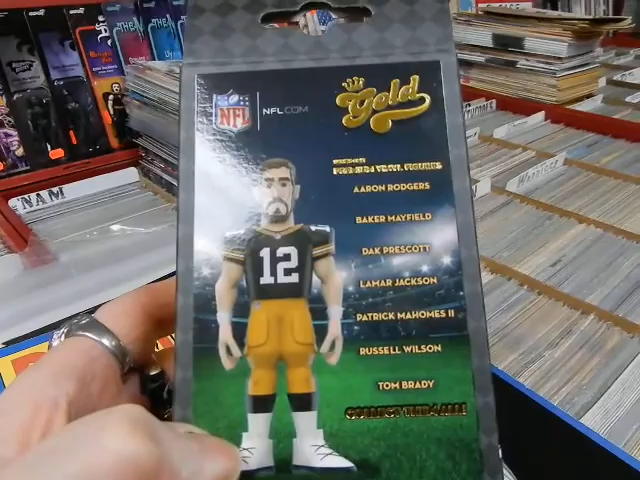 NFL
NFL.COM
Gold
PREMIUM VINYL FIGURES
AARON RODGERS
BAKER MAYFIELD
DAK PRESCOTT
LAMAR JACKSON
PATRICK MAHOMES II
RUSSELL WILSON
TOM BRADY
COLLECT THEM ALL!
12
'NAM